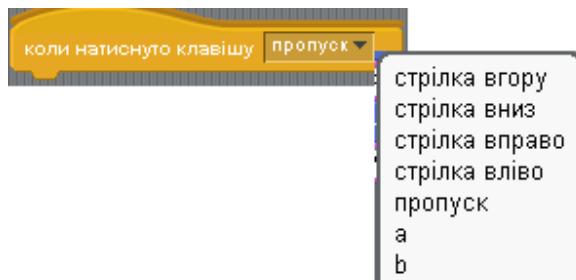 коли натиснуто клавішу пропуск
стрілка вгору
стрілка вниз
стрілка вправо
стрілка вліво
пропуск
a
b